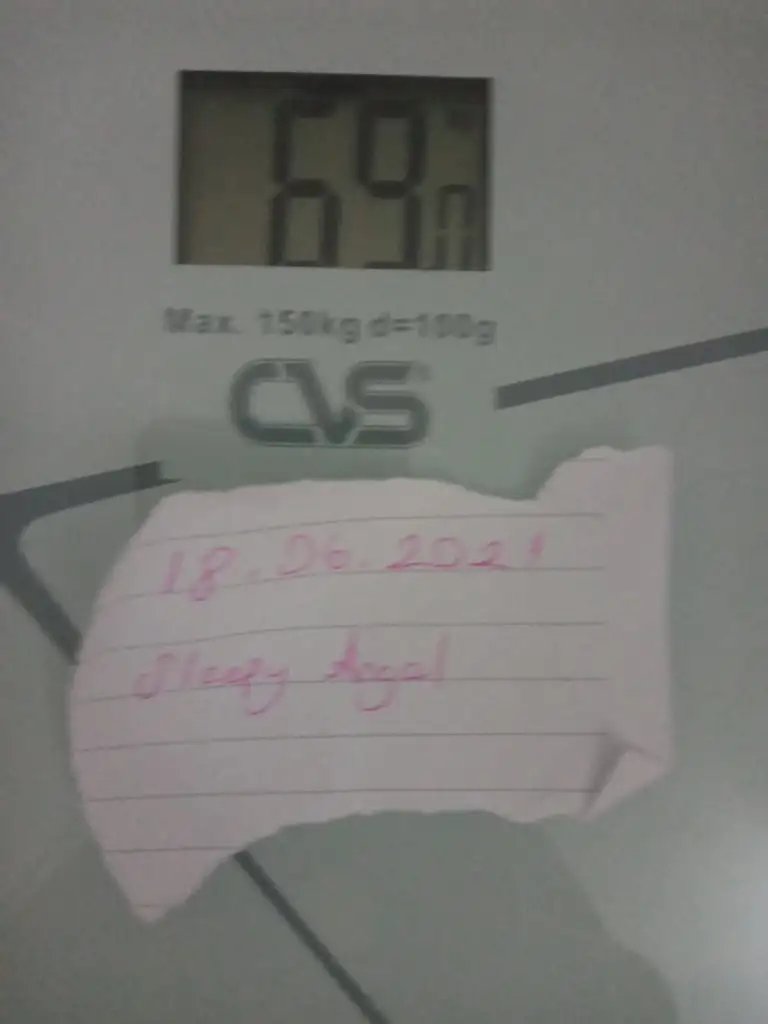 69
Max. 150kg d=100g
CVS
18.06.2021
Sleepy Angel